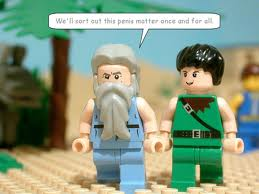 We'll sort out this penis matter once and for all.